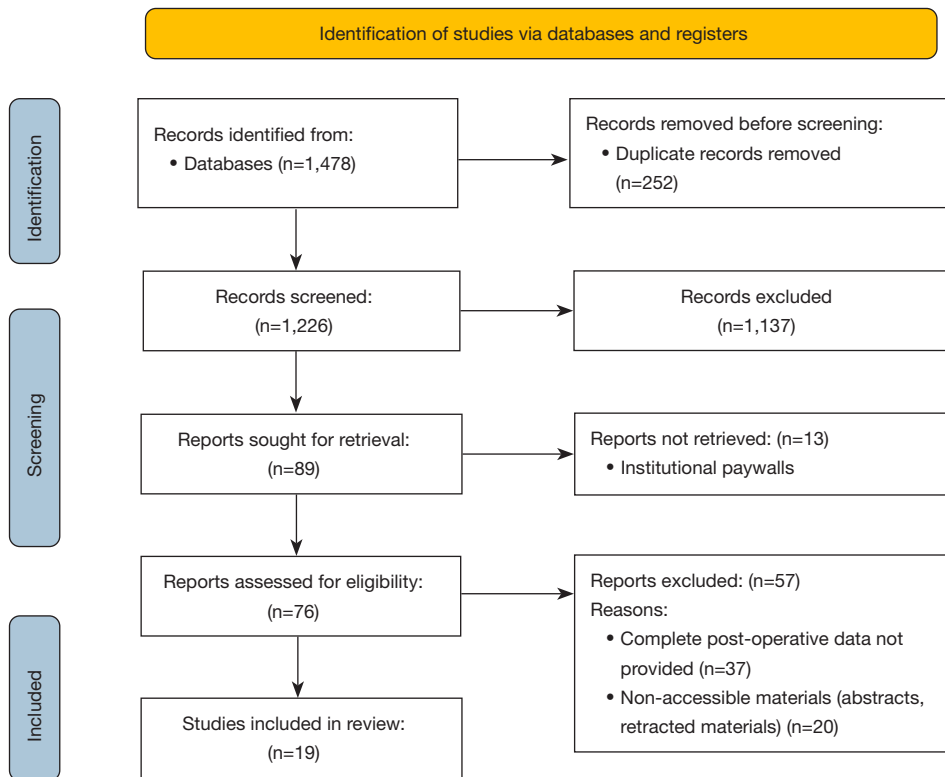 Identification of studies via databases and registers
Identification
Records identified from:
• Databases (n=1,478)
Records removed before screening:
• Duplicate records removed
(n=252)
Screening
Records screened:
(n=1,226)
Records excluded
(n=1,137)
Reports sought for retrieval:
(n=89)
Reports not retrieved: (n=13)
• Institutional paywalls
Reports assessed for eligibility:
(n=76)
Reports excluded: (n=57)
Reasons:
• Complete post-operative data not
provided (n=37)
• Non-accessible materials (abstracts,
retracted materials) (n=20)
Included
Studies included in review:
(n=19)